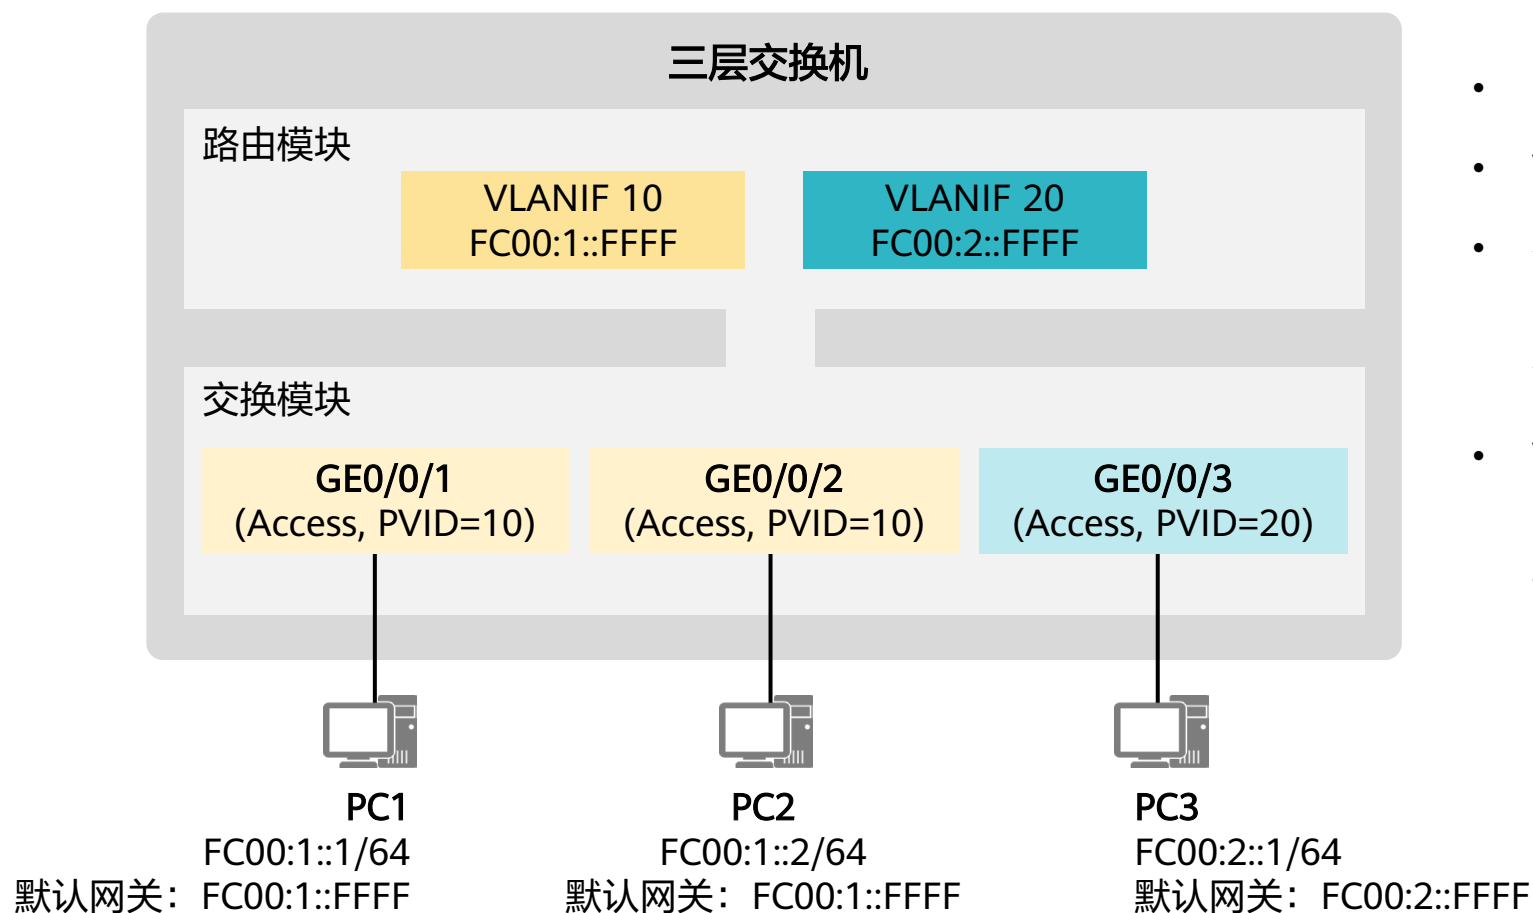 三层交换机
路由模块
VLANIF 10
FC00:1::FFFF
VLANIF 20
FC00:2::FFFF
交换模块
GE0/0/1
(Access, PVID=10)
GE0/0/2
(Access, PVID=10)
GE0/0/3
(Access, PVID=20)
PC1
FC00:1::1/64
默认网关：FC00:1::FFFF
PC2
FC00:1::2/64
默认网关：FC00:1::FFFF
PC3
FC00:2::1/64
默认网关：FC00:2::FFFF